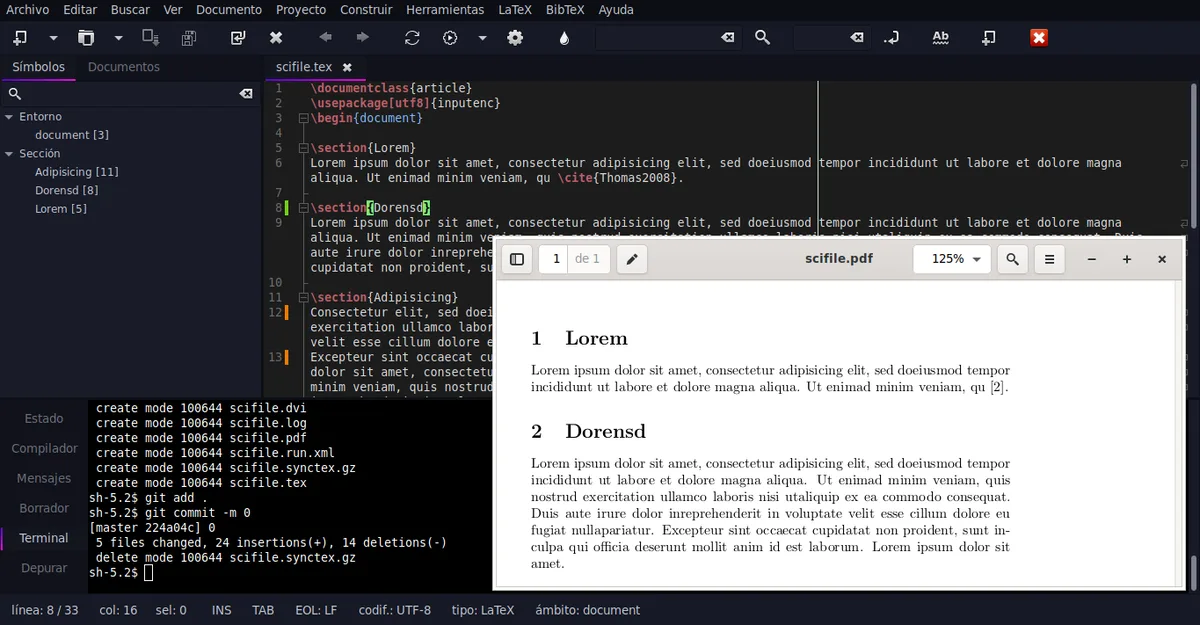 Archivo Editar Buscar Ver Documento Proyecto Construir Herramientas LaTeX BibTeX Ayuda
Ab
Símbolos Documentos
scifile.tex
Entorno
document [3]
Sección
Adipisicing [11]
Dorensd [8]
Lorem [5]
1 \documentclass{article}
2 \usepackage[utf8]{inputenc}
3 \begin{document}
4
5 \section{Lorem}
6 Lorem ipsum dolor sit amet, consectetur adipisicing elit, sed doeiusmod tempor incididunt ut labore et dolore magna
aliqua. Ut enimad minim veniam, qu \cite{Thomas2008}.
7
8 \section{Dorensd}
9 Lorem ipsum dolor sit amet, consectetur adipisicing elit, sed doeiusmod tempor incididunt ut labore et dolore magna
aliqua. Ut enimad minim ve
aute irure dolor inreprehe
cupidatat non proident, su
10
11 \section{Adipisicing}
12 Consectetur elit, sed doei
exercitation ullamco labor
velit esse cillum dolore e
13 Excepteur sint occaecat cu
dolor sit amet, consectetu
minim veniam, quis nostrud
Estado
Compilador
Mensajes
Borrador
Terminal
Depurar
create mode 100644 scifile.dvi
create mode 100644 scifile.log
create mode 100644 scifile.pdf
create mode 100644 scifile.run.xml
create mode 100644 scifile.synctex.gz
create mode 100644 scifile.tex
sh-5.2$ git add .
sh-5.2$ git commit -m 0
[master 224a04c] 0
5 files changed, 24 insertions(+), 14 deletions(-)
delete mode 100644 scifile.synctex.gz
sh-5.2$
1 de 1 scifile.pdf 125%
1 Lorem
Lorem ipsum dolor sit amet, consectetur adipisicing elit, sed doeiusmod tempor
incididunt ut labore et dolore magna aliqua. Ut enimad minim veniam, qu [2].
2 Dorensd
Lorem ipsum dolor sit amet, consectetur adipisicing elit, sed doeiusmod tempor
incididunt ut labore et dolore magna aliqua. Ut enimad minim veniam, quis
nostrud exercitation ullamco laboris nisi utaliquip ex ea commodo consequat.
Duis aute irure dolor inreprehenderit in voluptate velit esse cillum dolore eu
fugiat nullapariatur. Excepteur sint occaecat cupidatat non proident, sunt in-
culpa qui officia deserunt mollit anim id est laborum. Lorem ipsum dolor sit
amet.
línea: 8 / 33 col: 16 sel: 0 INS TAB EOL: LF codif.: UTF-8 tipo: LaTeX ámbito: document